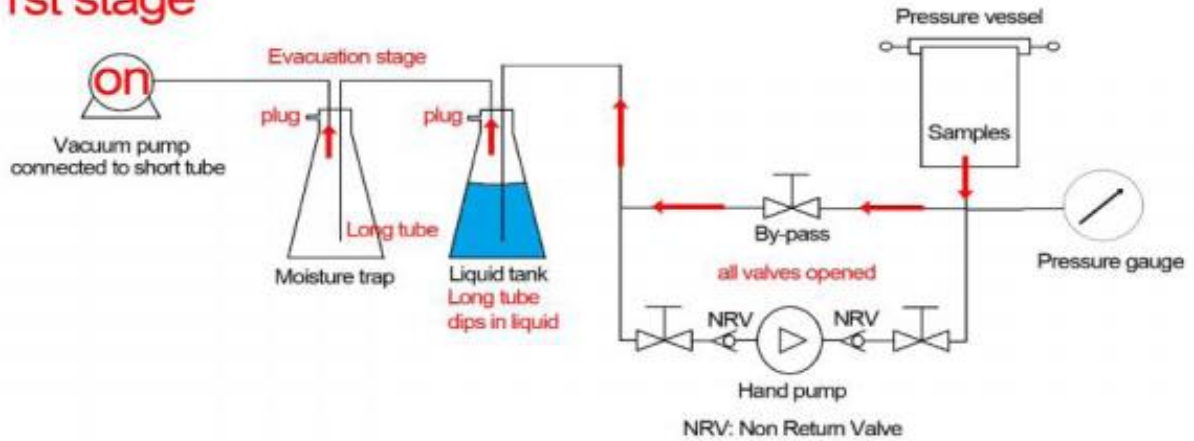 rst stage
Pressure vessel
Evacuation stage
on
plug
plug
Vacuum pump
connected to short tube
Samples
Long tube
By-pass
Moisture trap
Liquid tank
Long tube
dips in liquid
all valves opened
Pressure gauge
NRV
NRV
Hand pump
NRV: Non Return Valve